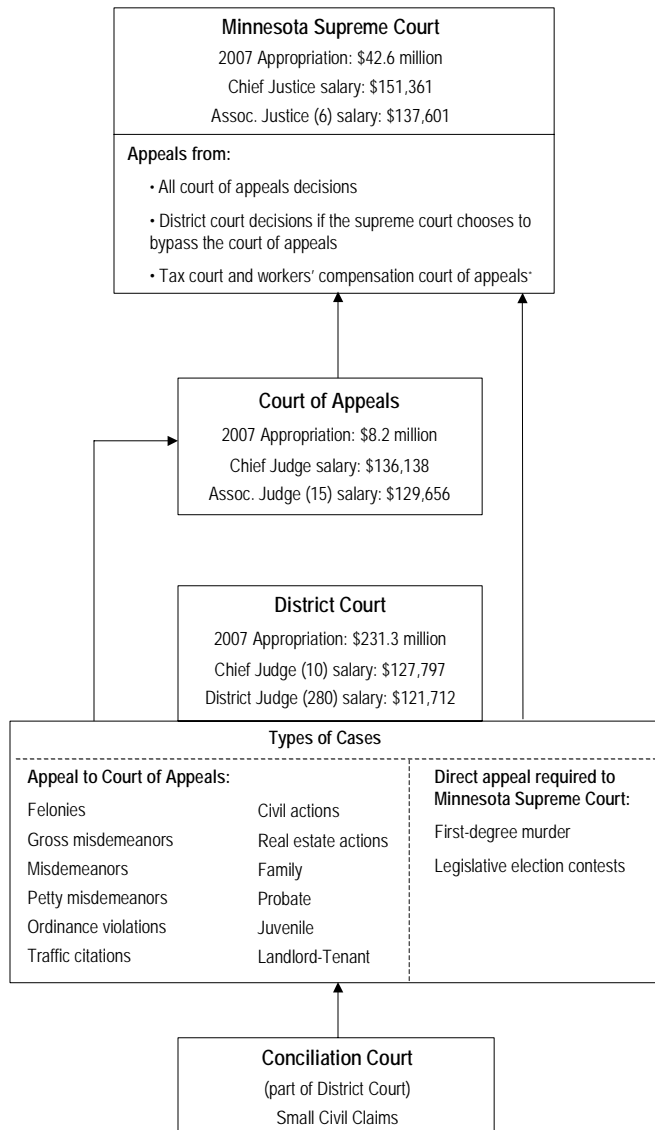 Minnesota Supreme Court
2007 Appropriation: $42.6 million
Chief Justice salary: $151,361
Assoc. Justice (6) salary: $137,601
Appeals from:
• All court of appeals decisions
• District court decisions if the supreme court chooses to
bypass the court of appeals
• Tax court and workers' compensation court of appeals*
Court of Appeals
2007 Appropriation: $8.2 million
Chief Judge salary: $136,138
Assoc. Judge (15) salary: $129,656
District Court
2007 Appropriation: $231.3 million
Chief Judge (10) salary: $127,797
District Judge (280) salary: $121,712
Types of Cases
Appeal to Court of Appeals:
Felonies
Gross misdemeanors
Misdemeanors
Petty misdemeanors
Ordinance violations
Traffic citations
Civil actions
Real estate actions
Family
Probate
Juvenile
Landlord-Tenant
Direct appeal required to
Minnesota Supreme Court:
First-degree murder
Legislative election contests
Conciliation Court
(part of District Court)
Small Civil Claims